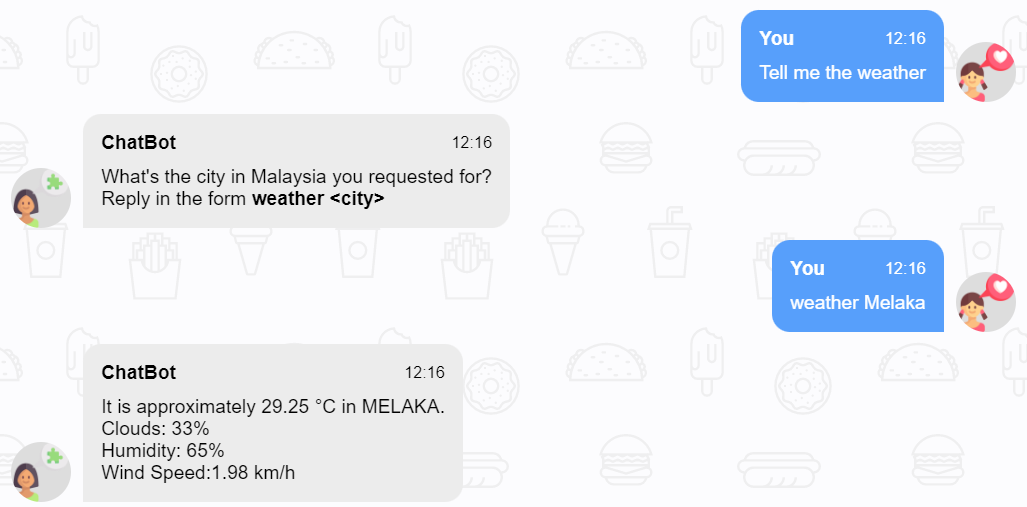 You 12:16
Tell me the weather
ChatBot 12:16
What's the city in Malaysia you requested for?
Reply in the form weather <city>
You 12:16
weather Melaka
ChatBot 12:16
It is approximately 29.25 °C in MELAKA.
Clouds: 33%
Humidity: 65%
Wind Speed:1.98 km/h